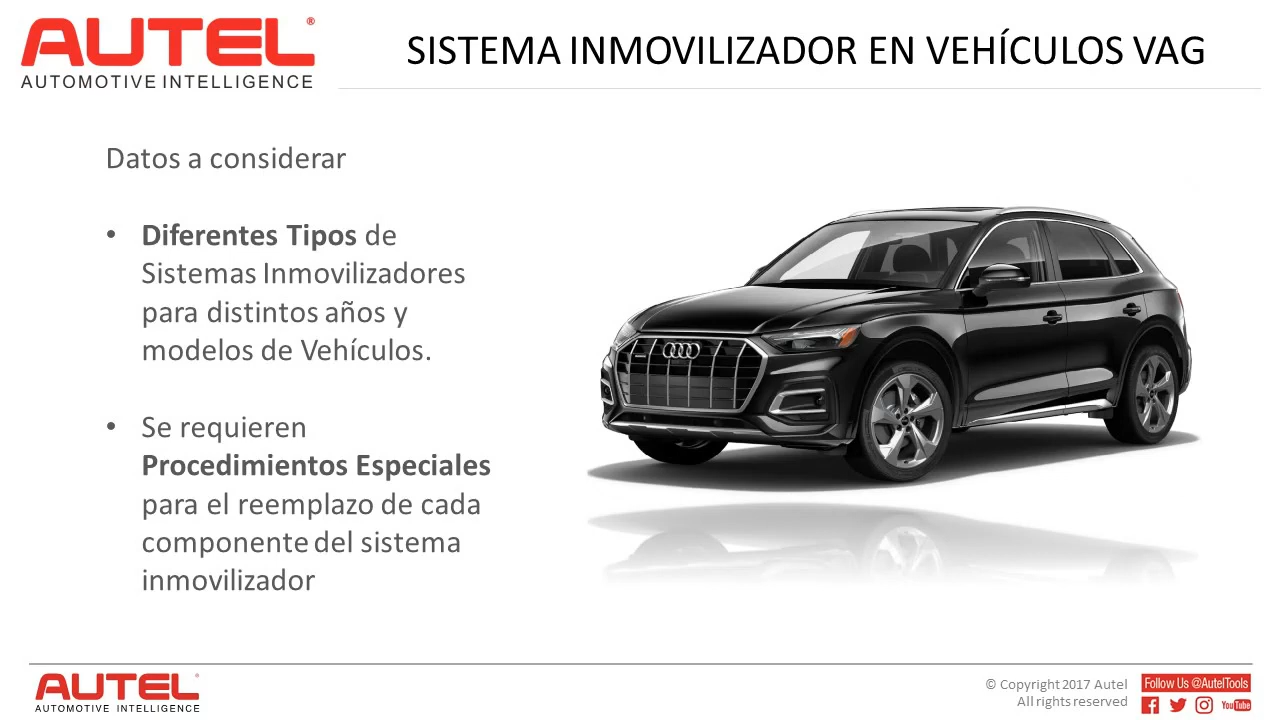 AUTEL®
AUTOMOTIVE INTELLIGENCE
SISTEMA INMOVILIZADOR EN VEHÍCULOS VAG
Datos a considerar
• Diferentes Tipos de
Sistemas Inmovilizadores
para distintos años y
modelos de Vehículos.
• Se requieren
Procedimientos Especiales
para el reemplazo de cada
componente del sistema
inmovilizador
AUTEL®
AUTOMOTIVE INTELLIGENCE
© Copyright 2017 Autel
All rights reserved
Follow Us @AutelTools
YouTube